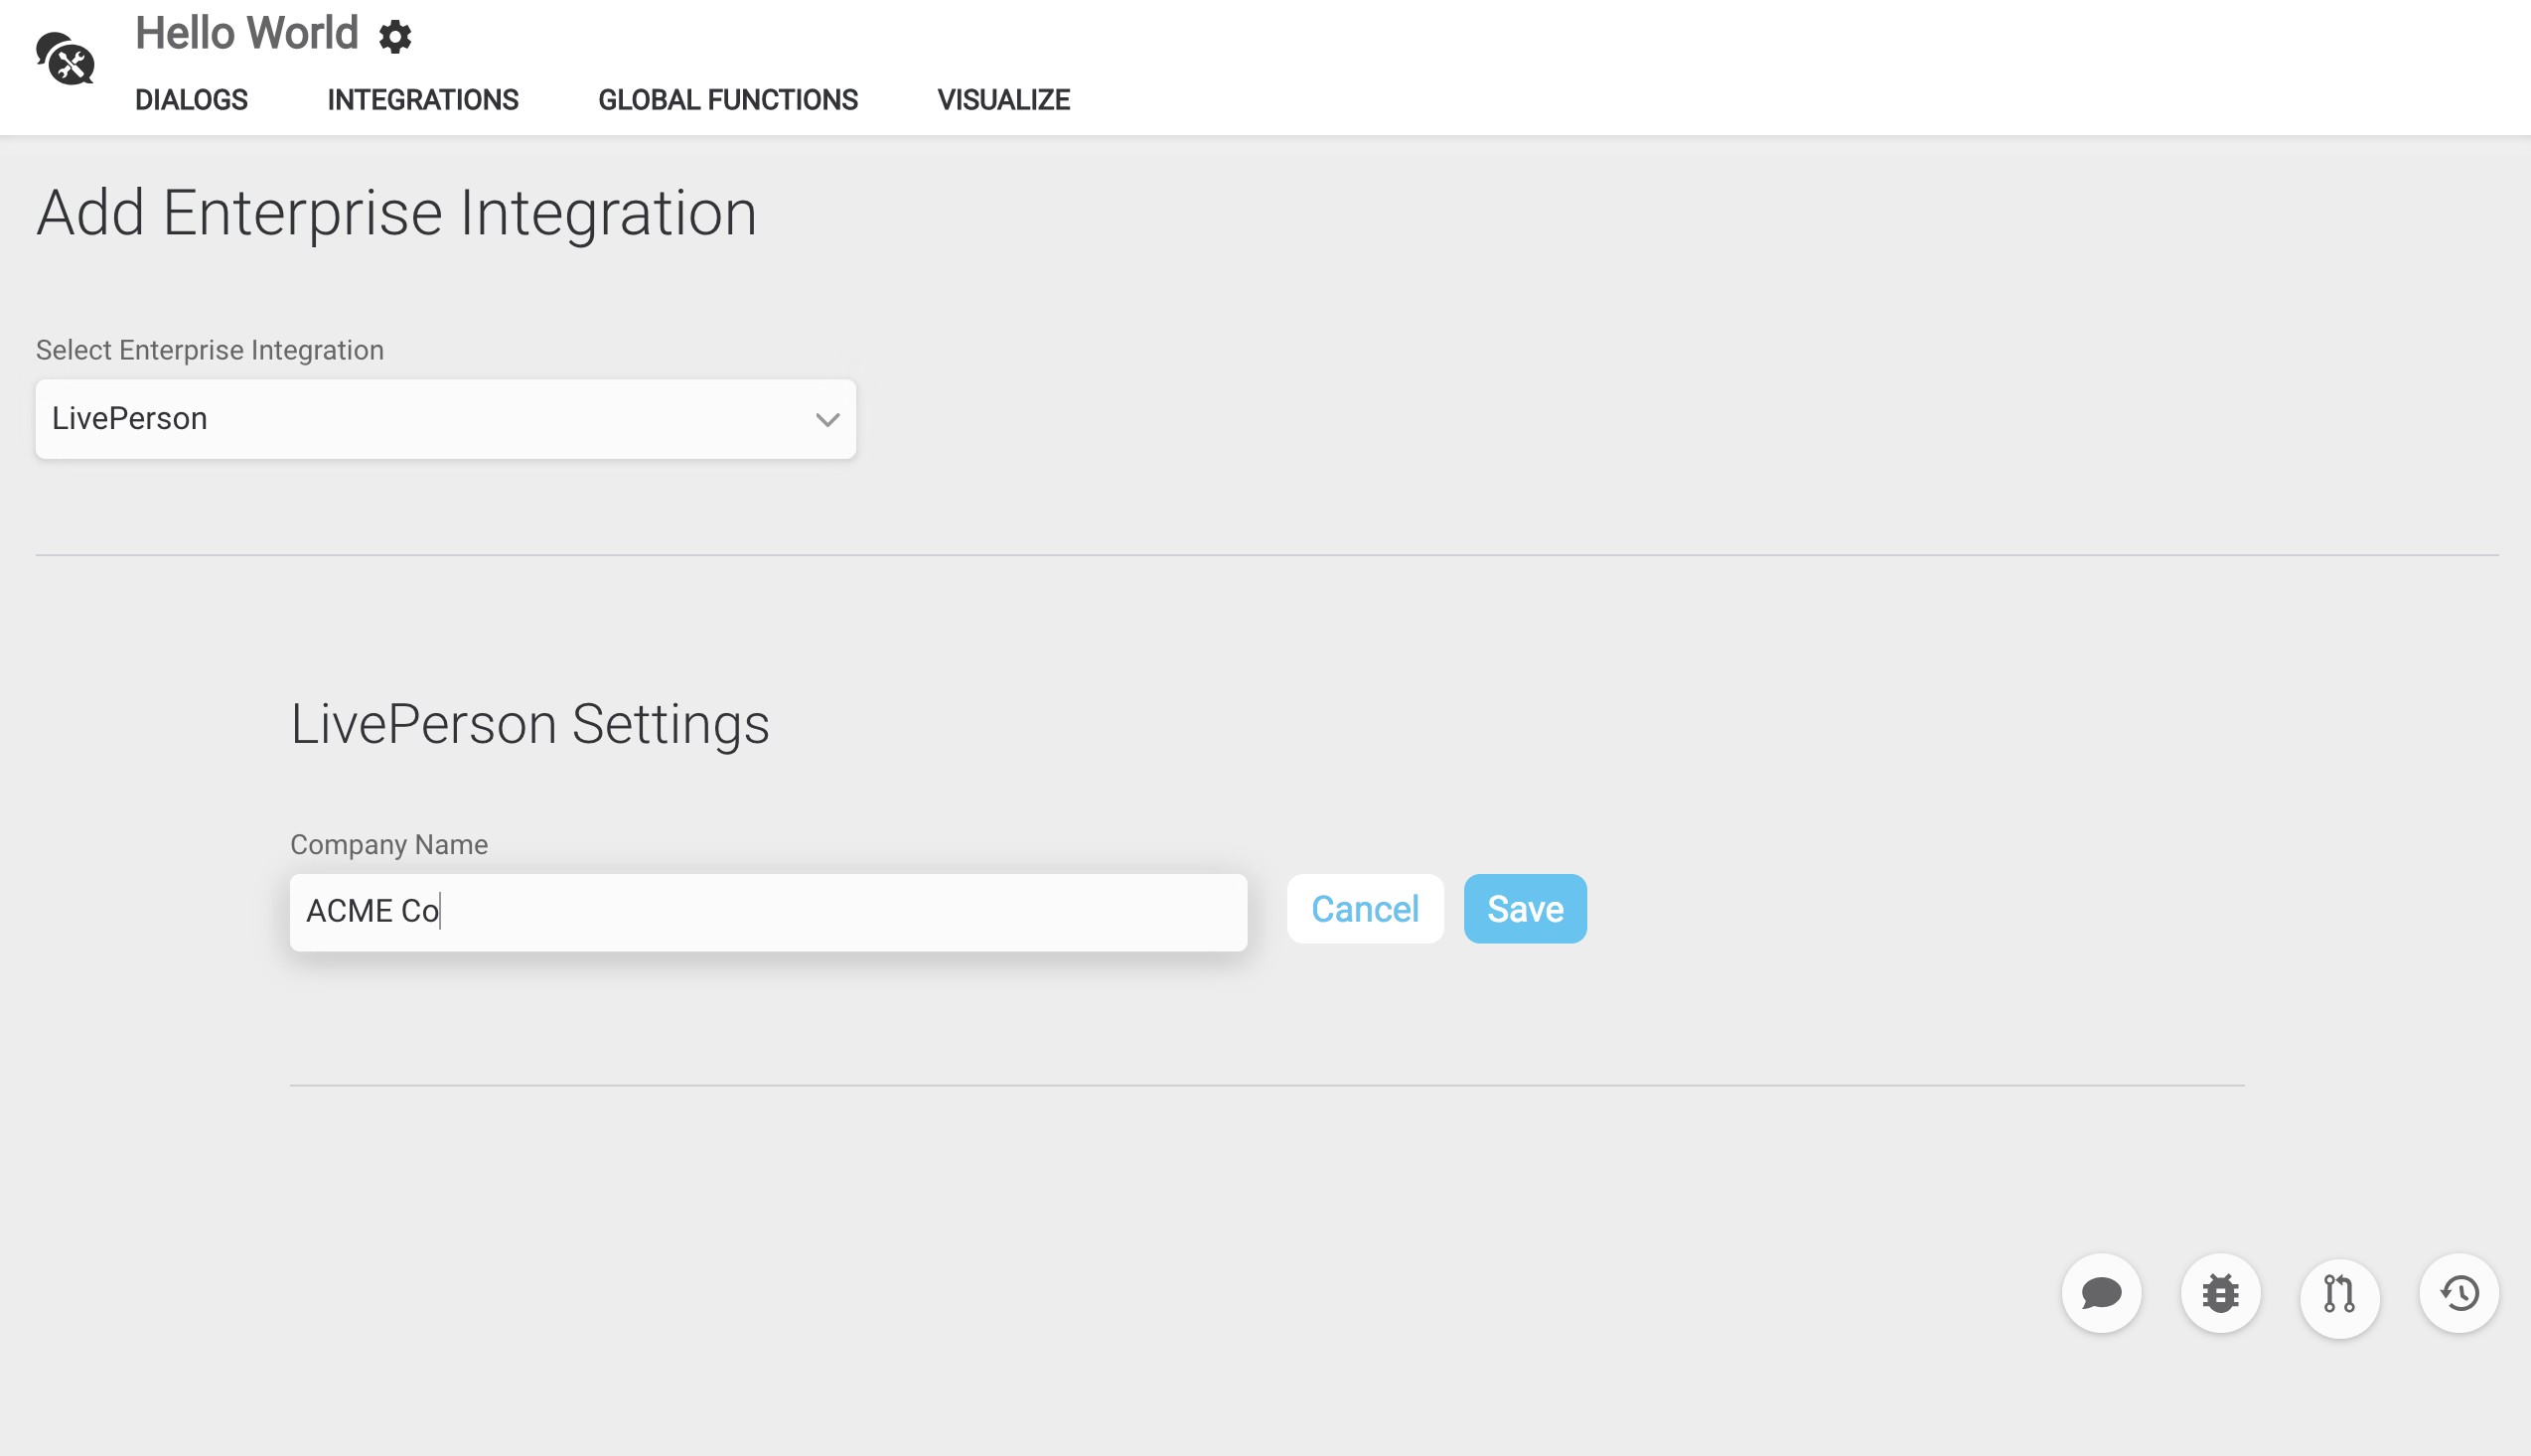 Hello World
DIALOGS INTEGRATIONS GLOBAL FUNCTIONS VISUALIZE
Add Enterprise Integration
Select Enterprise Integration
LivePerson
LivePerson Settings
Company Name
ACME Co
Cancel Save